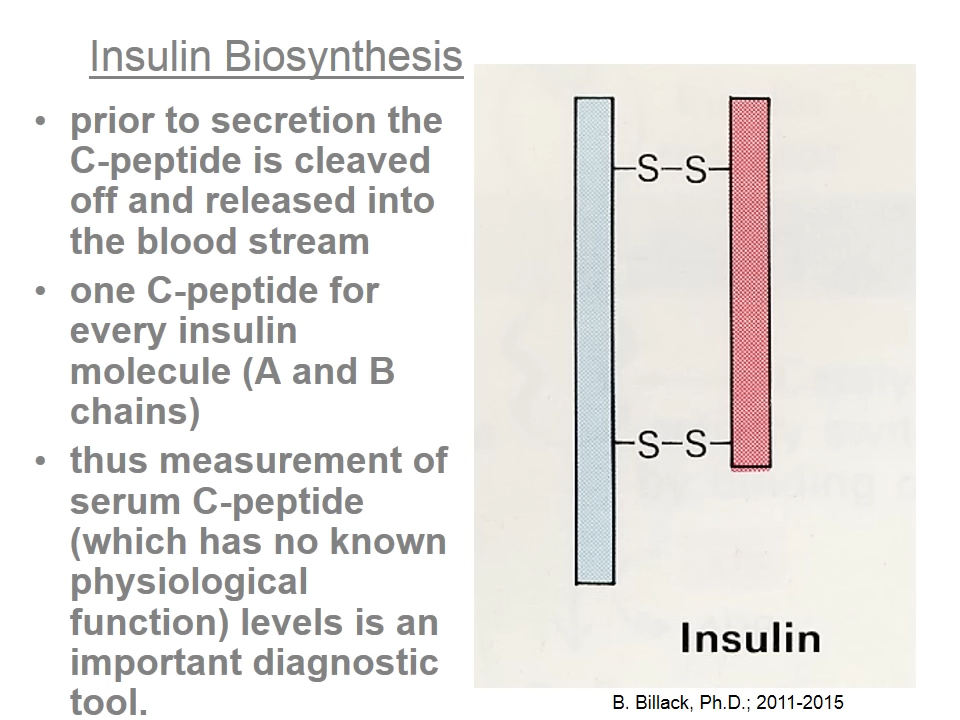 Insulin Biosynthesis
• prior to secretion the
C-peptide is cleaved
off and released into
the blood stream
• one C-peptide for
every insulin
molecule (A and B
chains)
• thus measurement of
serum C-peptide
(which has no known
physiological
function) levels is an
important diagnostic
tool.
S–S
S–S
Insulin
B. Billack, Ph.D.; 2011-2015